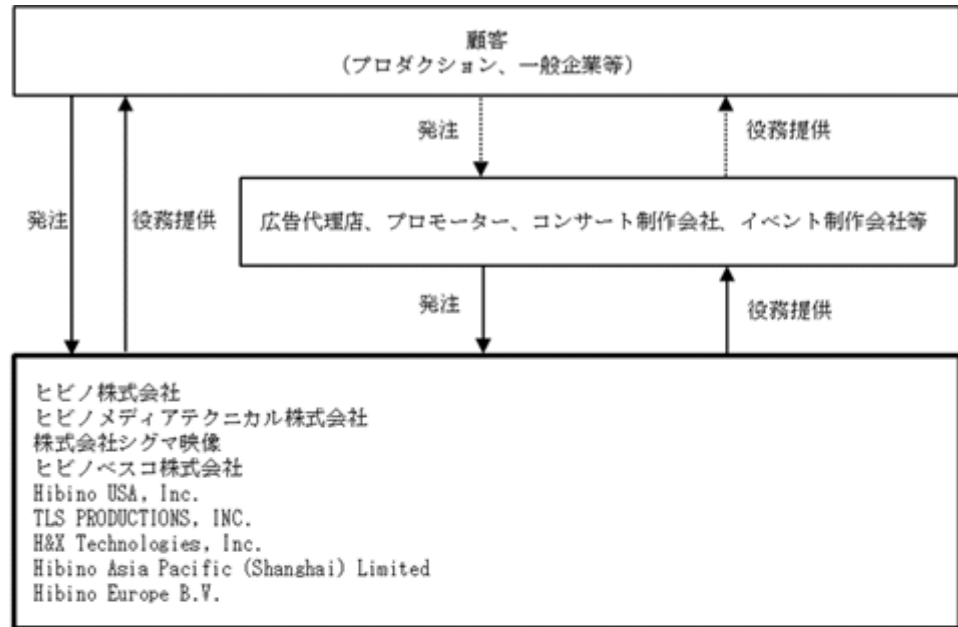 顧客
（プロダクション、一般企業等）
発注
役務提供
発注
役務提供
広告代理店、プロモーター、コンサート制作会社、イベント制作会社等
発注
役務提供
ヒビノ株式会社
ヒビノメディアテクニカル株式会社
株式会社シグマ映像
ヒビノベスコ株式会社
Hibino USA, Inc.
TLS PRODUCTIONS, INC.
H&X Technologies, Inc.
Hibino Asia Pacific (Shanghai) Limited
Hibino Europe B.V.